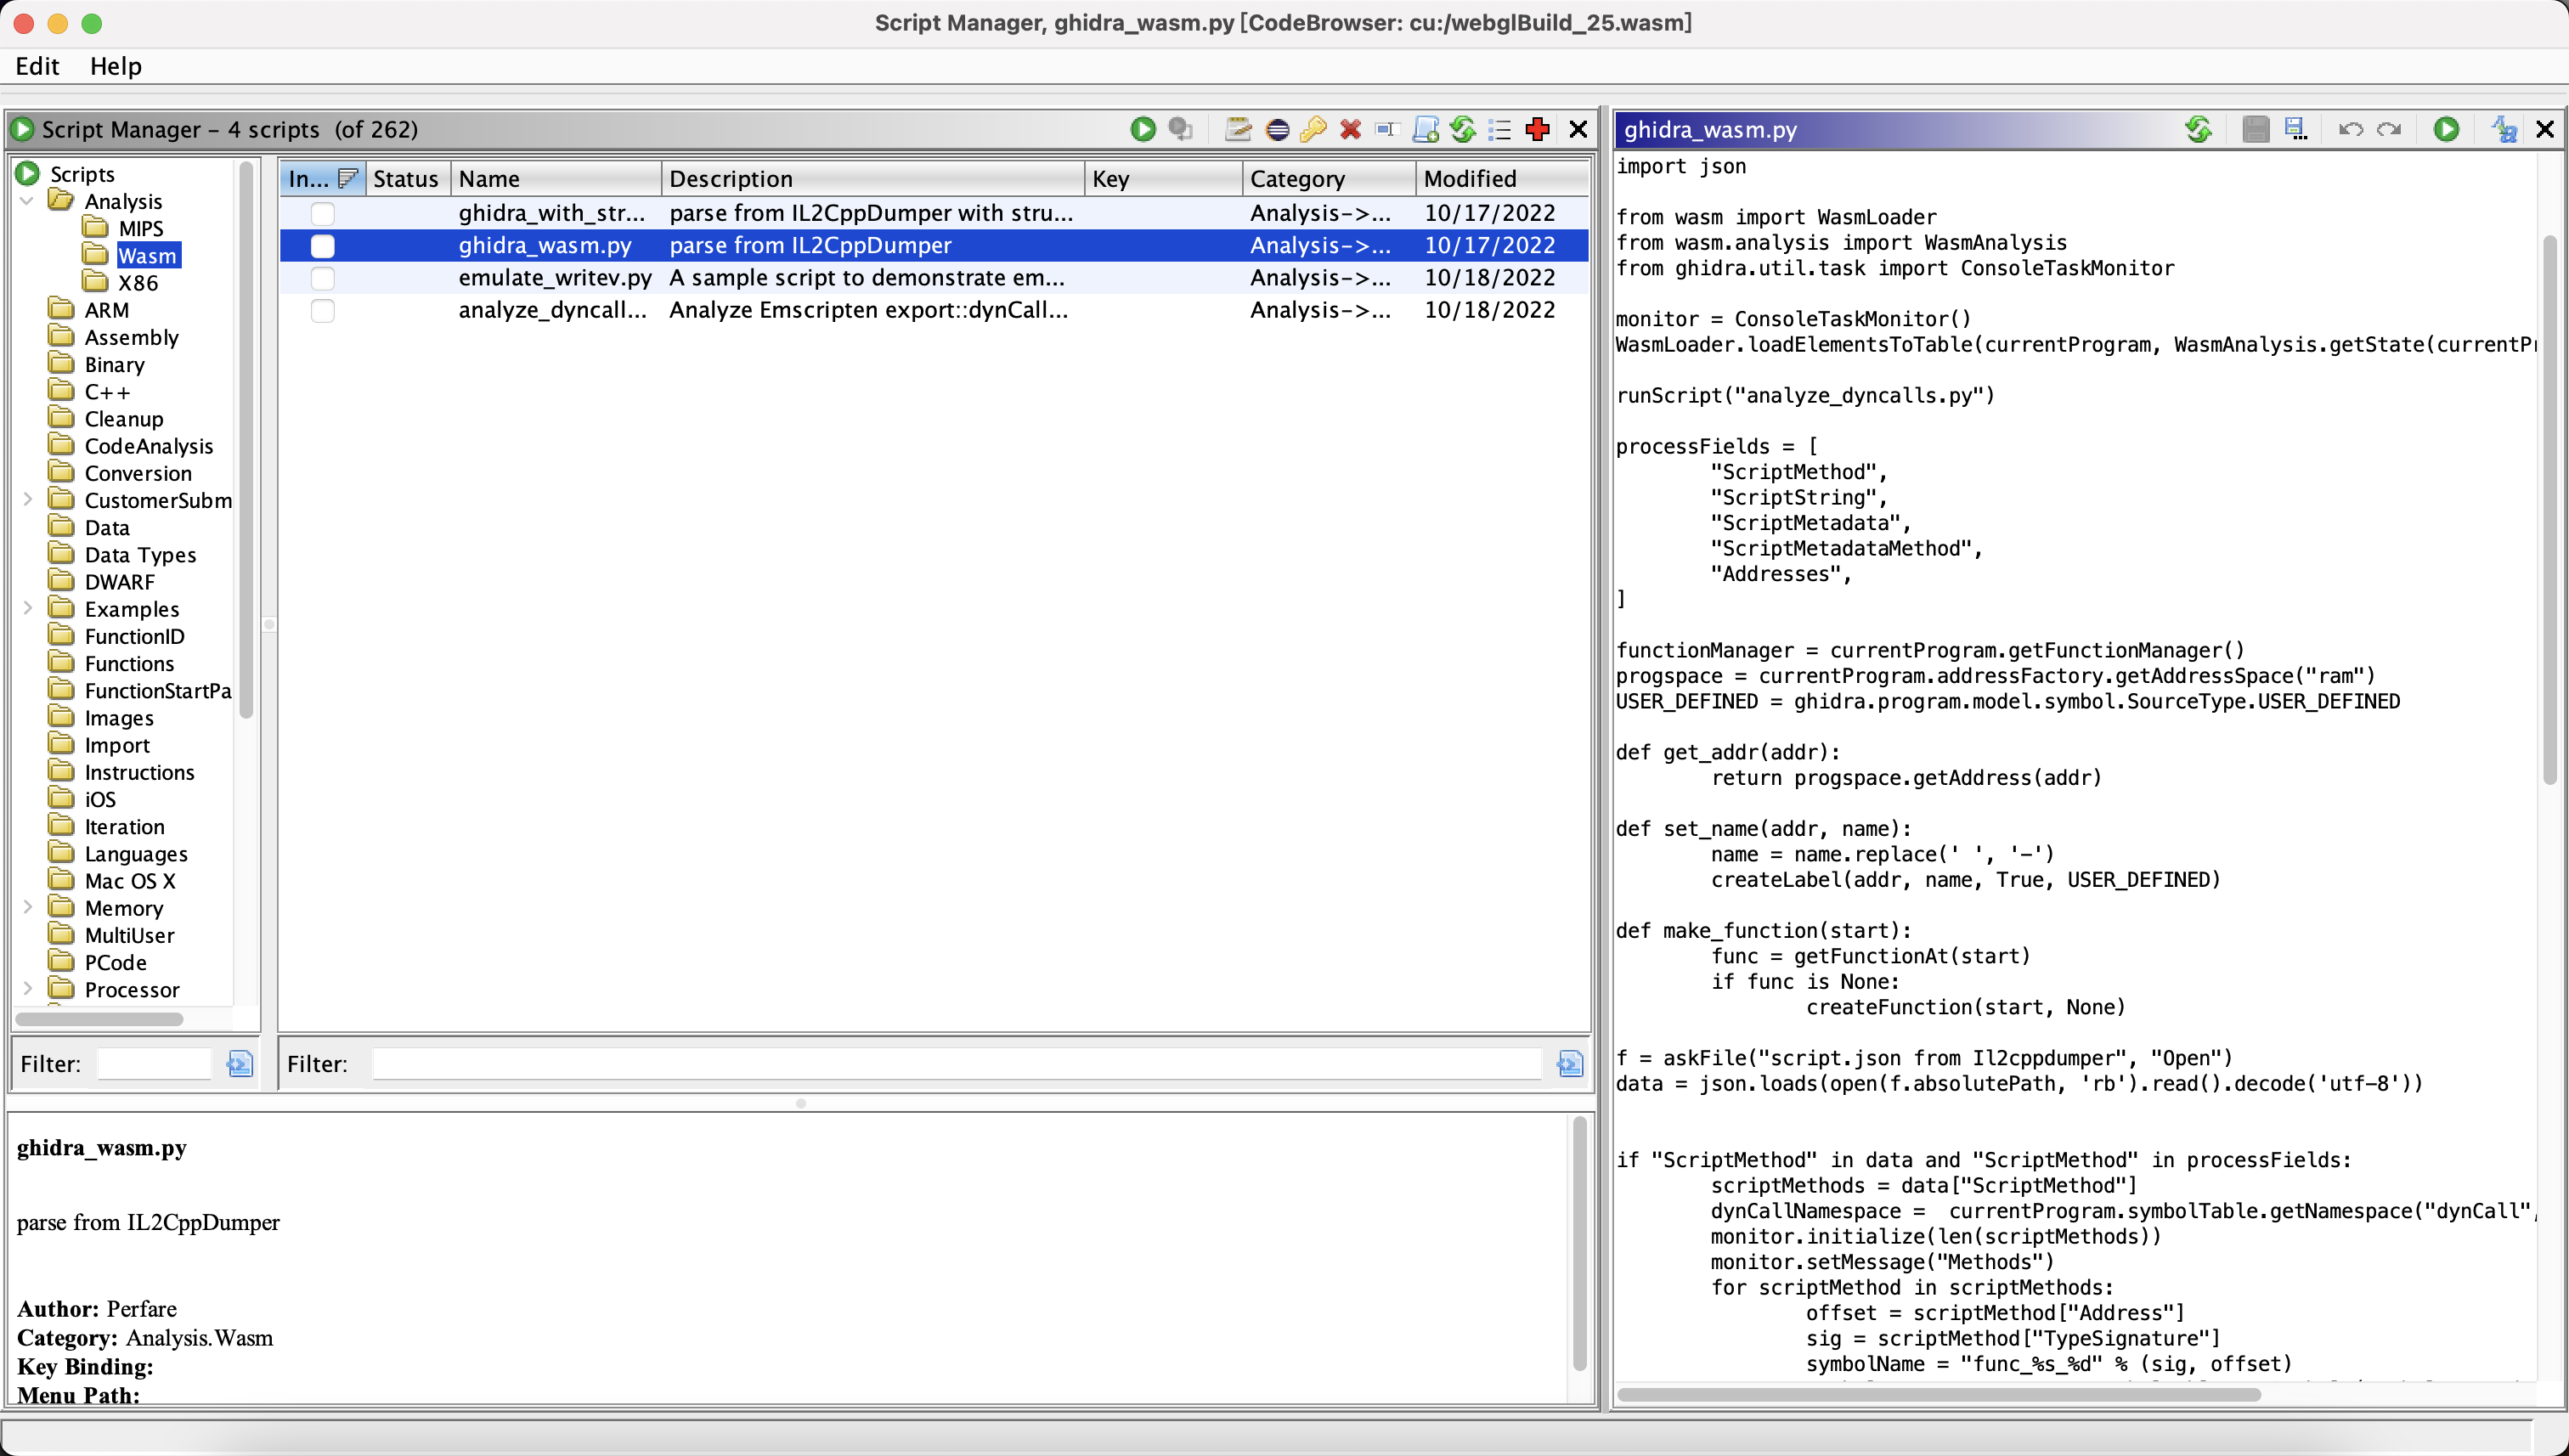 Script Manager, ghidra_wasm.py [CodeBrowser: cu:/webglBuild_25.wasm]
Edit Help
Script Manager – 4 scripts (of 262)
Scripts
Analysis
MIPS
Wasm
X86
ARM
Assembly
Binary
C++
Cleanup
CodeAnalysis
Conversion
CustomerSubm
Data
Data Types
DWARF
Examples
FunctionID
Functions
FunctionStartPa
Images
Import
Instructions
iOS
Iteration
Languages
Mac OS X
Memory
MultiUser
PCode
Processor
Filter:
In... Status Name Description Key Category Modified
ghidra_with_str... parse from IL2CppDumper with stru... Analysis->... 10/17/2022
ghidra_wasm.py parse from IL2CppDumper Analysis->... 10/17/2022
emulate_writev.py A sample script to demonstrate em... Analysis->... 10/18/2022
analyze_dyncall... Analyze Emscripten export::dynCall... Analysis->... 10/18/2022
Filter:
ghidra_wasm.py
parse from IL2CppDumper
Author: Perfare
Category: Analysis.Wasm
Key Binding:
Menu Path:
ghidra_wasm.py
import json
from wasm import WasmLoader
from wasm.analysis import WasmAnalysis
from ghidra.util.task import ConsoleTaskMonitor
monitor = ConsoleTaskMonitor()
WasmLoader.loadElementsToTable(currentProgram, WasmAnalysis.getState(currentPr
runScript("analyze_dyncalls.py")
processFields = [
"ScriptMethod",
"ScriptString",
"ScriptMetadata",
"ScriptMetadataMethod",
"Addresses",
]
functionManager = currentProgram.getFunctionManager()
progspace = currentProgram.addressFactory.getAddressSpace("ram")
USER_DEFINED = ghidra.program.model.symbol.SourceType.USER_DEFINED
def get_addr(addr):
return progspace.getAddress(addr)
def set_name(addr, name):
name = name.replace(' ', '-')
createLabel(addr, name, True, USER_DEFINED)
def make_function(start):
func = getFunctionAt(start)
if func is None:
createFunction(start, None)
f = askFile("script.json from Il2cppdumper", "Open")
data = json.loads(open(f.absolutePath, 'rb').read().decode('utf-8'))
if "ScriptMethod" in data and "ScriptMethod" in processFields:
scriptMethods = data["ScriptMethod"]
dynCallNamespace =  currentProgram.symbolTable.getNamespace("dynCall",
monitor.initialize(len(scriptMethods))
monitor.setMessage("Methods")
for scriptMethod in scriptMethods:
offset = scriptMethod["Address"]
sig = scriptMethod["TypeSignature"]
symbolName = "func_%s_%d" % (sig, offset)